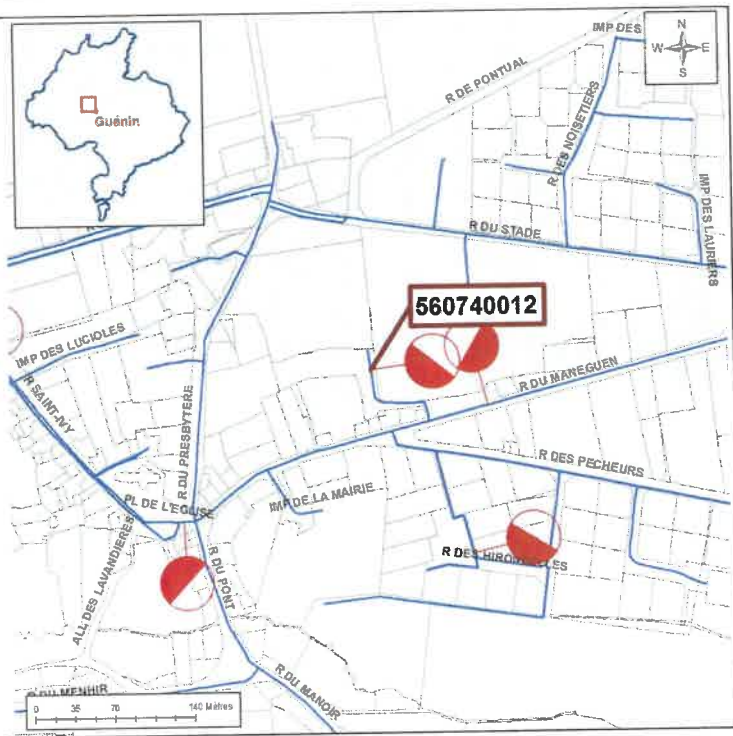 IMP DES
N
W E
S
R DE PONTUAL
Guénin
R DES NOISETIERS
IMP DES LAURIERS
R DU STADE
560740012
IMP DES LUCIOLES
R SAINT-IVY
R DU PRESBYTERE
R DU MAREGUEN
R DES PECHEURS
PL DE L'EGLISE
IMP DE LA MAIRIE
ALL DES LAVANDIERES
R DU PONT
R DES
R DU MENHIR
R DU MANOIR
0 35 70 140 Mètres